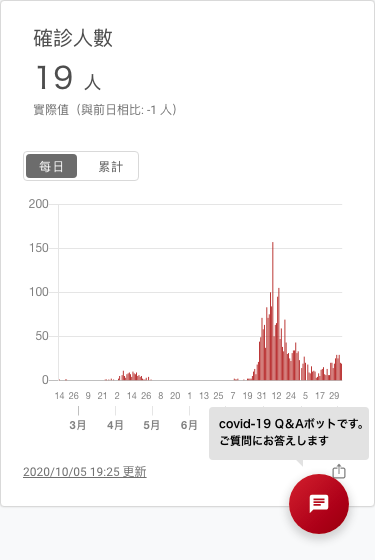 確診人數
19 人
實際值（與前日相比: -1 人）
每日 累計
200
150
100
50
0
14 26 9 21 2 14 26 8 20 1 13 25 7 19 31 12 24 5 17 29
3月 4月 5月 6月
covid-19 Q&Aボットです。
ご質問にお答えします
2020/10/05 19:25 更新